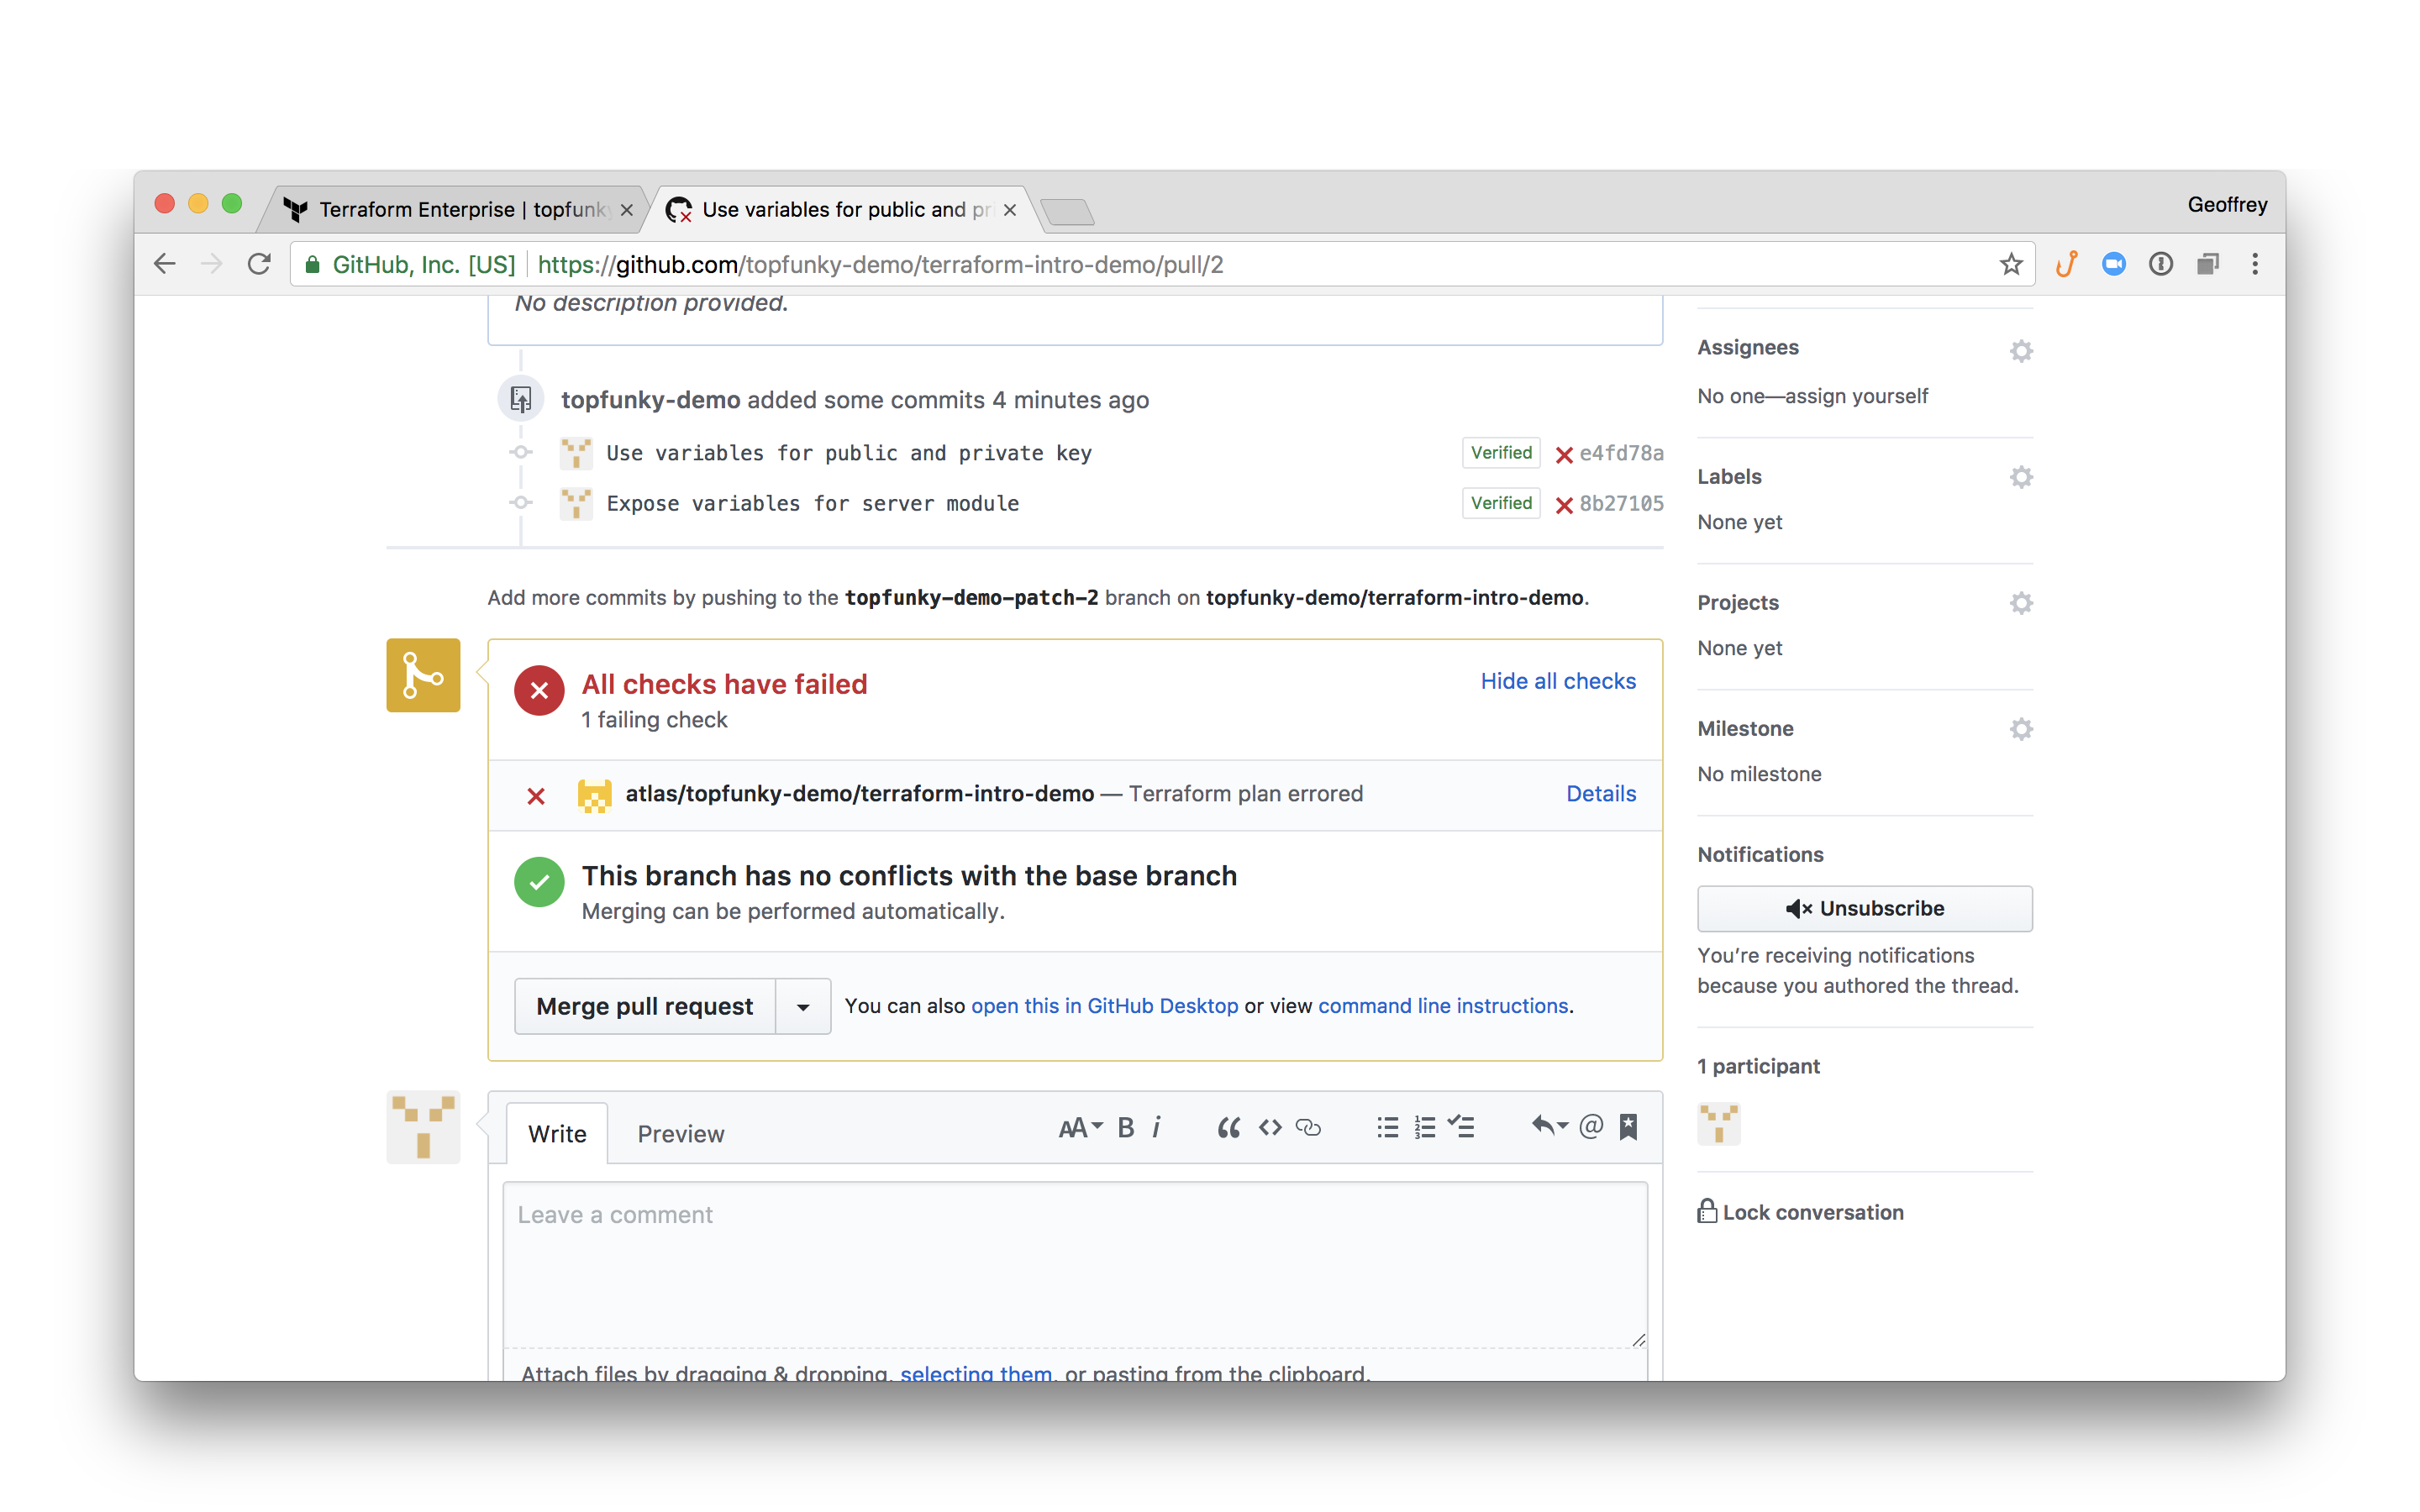 Terraform Enterprise | topfunky
Use variables for public and pr
Geoffrey
GitHub, Inc. [US] https://github.com/topfunky-demo/terraform-intro-demo/pull/2
No description provided.
topfunky-demo added some commits 4 minutes ago
Use variables for public and private key Verified e4fd78a
Expose variables for server module Verified 8b27105
Add more commits by pushing to the topfunky-demo-patch-2 branch on topfunky-demo/terraform-intro-demo.
All checks have failed Hide all checks
1 failing check
atlas/topfunky-demo/terraform-intro-demo — Terraform plan errored Details
This branch has no conflicts with the base branch
Merging can be performed automatically.
Merge pull request You can also open this in GitHub Desktop or view command line instructions.
Write Preview AA B i @
Leave a comment
Attach files by dragging & dropping, selecting them, or pasting from the clipboard.
Assignees
No one—assign yourself
Labels
None yet
Projects
None yet
Milestone
No milestone
Notifications
Unsubscribe
You’re receiving notifications
because you authored the thread.
1 participant
Lock conversation